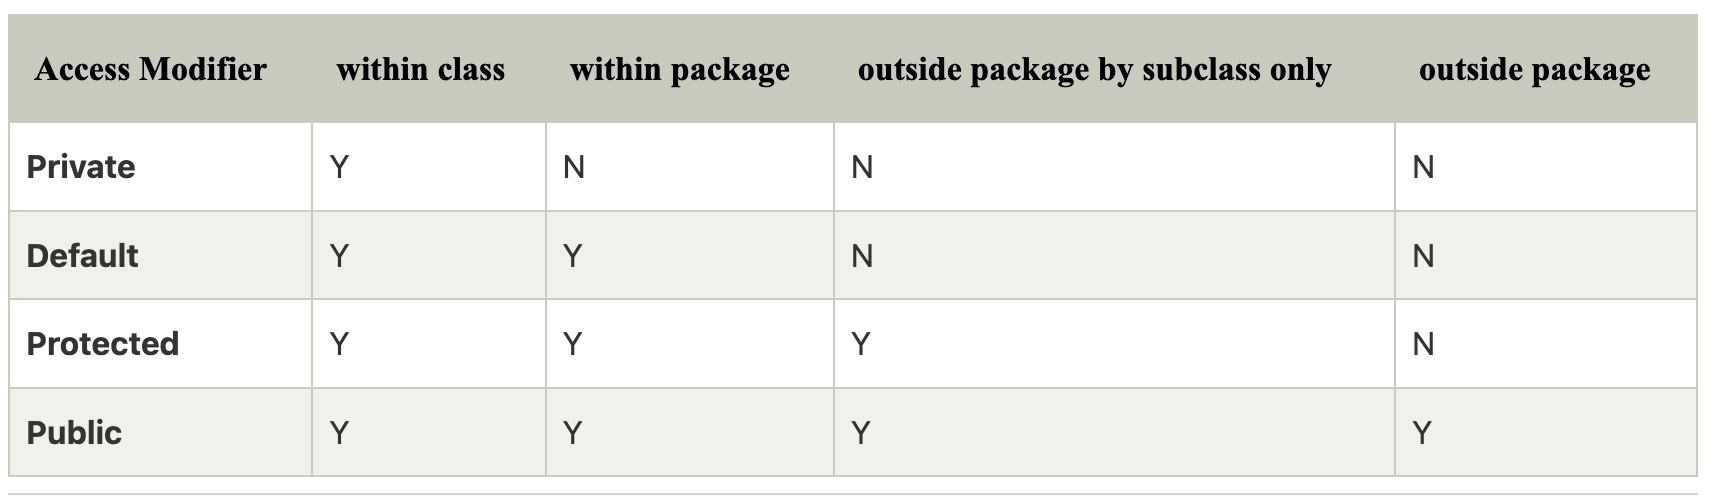 Access Modifier within class within package outside package by subclass only outside package
Private Y N N N
Default Y Y N N
Protected Y Y Y N
Public Y Y Y Y